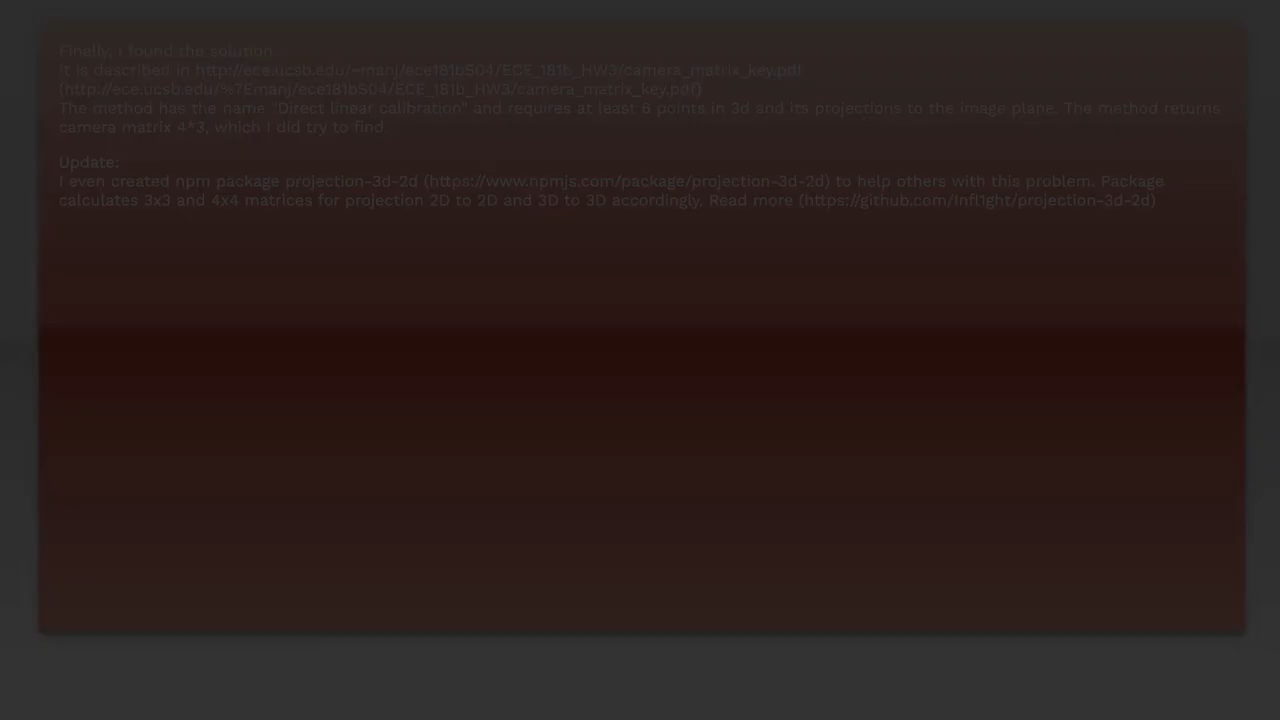 Finally, I found the solution.
It is described in http://ece.ucsb.edu/~manj/ece181bS04/ECE_181b_HW3/camera_matrix_key.pdf
(http://ece.ucsb.edu/%7Emanj/ece181bS04/ECE_181b_HW3/camera_matrix_key.pdf)
The method has the name "Direct linear calibration" and requires at least 6 points in 3d and its projections to the image plane. The method returns
camera matrix 4*3, which I did try to find.
Update:
I even created npm package projection-3d-2d (https://www.npmjs.com/package/projection-3d-2d) to help others with this problem. Package
calculates 3x3 and 4x4 matrices for projection 2D to 2D and 3D to 3D accordingly. Read more (https://github.com/Infl1ght/projection-3d-2d)